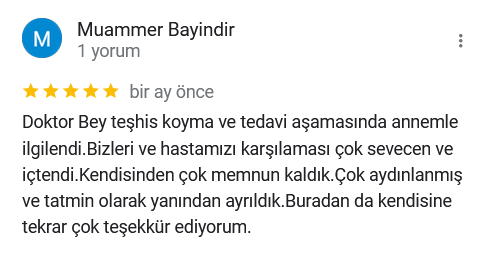 M
Muammer Bayindir
1 yorum
bir ay önce
Doktor Bey teşhis koyma ve tedavi aşamasında annemle
ilgilendi.Bizleri ve hastamızı karşılaması çok sevecen ve
içtendi.Kendisinden çok memnun kaldık.Çok aydınlanmış
ve tatmin olarak yanından ayrıldık.Buradan da kendisine
tekrar çok teşekkür ediyorum.